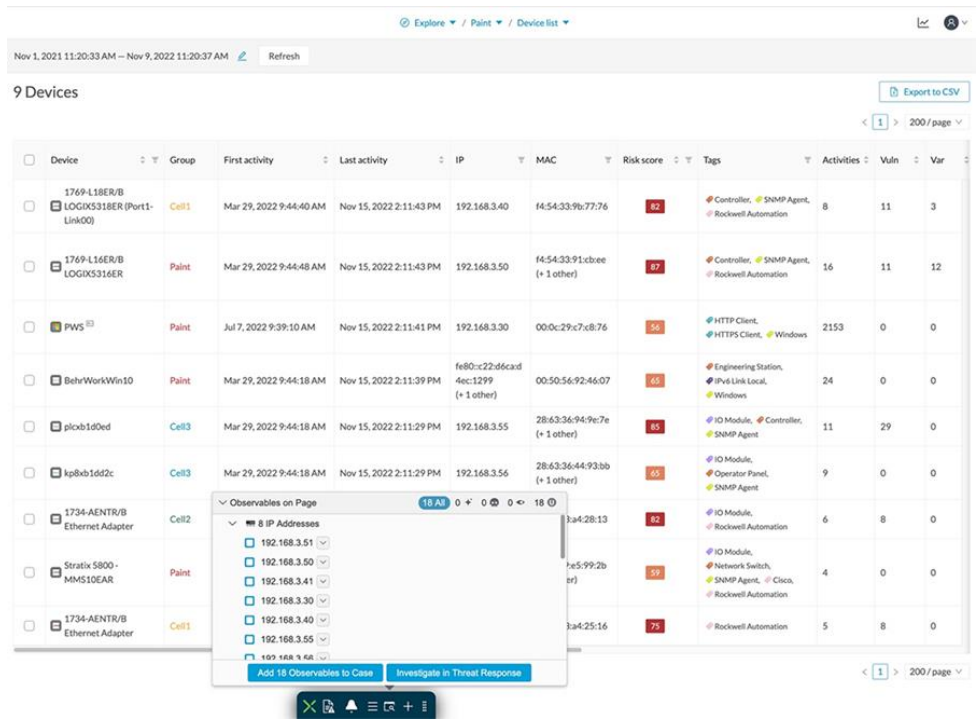 Explore / Paint / Device list
Nov 1, 2021 11:20:33 AM — Nov 9, 2022 11:20:37 AM Refresh
9 Devices
Export to CSV
< 1 > 200 / page
Device Group First activity Last activity IP MAC Risk score Tags Activities Vuln Var
1769-L18ER/B
LOGIX5318ER (Port1-
Link00)
Cell1 Mar 29, 2022 9:44:40 AM Nov 15, 2022 2:11:43 PM 192.168.3.40 f4:54:33:9b:77:76 82
Controller, SNMP Agent,
Rockwell Automation
8 11 3
1769-L16ER/B
LOGIX5316ER
Paint Mar 29, 2022 9:44:48 AM Nov 15, 2022 2:11:43 PM 192.168.3.50
f4:54:33:91:cb:ee
(+ 1 other)
87
Controller, SNMP Agent,
Rockwell Automation
16 11 12
PWS Paint Jul 7, 2022 9:39:10 AM Nov 15, 2022 2:11:41 PM 192.168.3.30 00:0c:29:c7:c8:76 56
HTTP Client,
HTTPS Client, Windows
2153 0 0
BehrWorkWin10 Paint Mar 29, 2022 9:44:18 AM Nov 15, 2022 2:11:39 PM
fe80::c22:d6ca:d
4ec:1299
(+ 1 other)
00:50:56:92:46:07 65
Engineering Station,
IPv6 Link Local,
Windows
24 0 0
plcxb1d0ed Cell3 Mar 29, 2022 9:44:18 AM Nov 15, 2022 2:11:29 PM 192.168.3.55
28:63:36:94:9e:7e
(+ 1 other)
85
IO Module, Controller,
SNMP Agent
11 29 0
kp8xb1dd2c Cell3 Mar 29, 2022 9:44:18 AM Nov 15, 2022 2:11:29 PM 192.168.3.56
28:63:36:44:93:bb
(+ 1 other)
65
IO Module,
Operator Panel,
SNMP Agent
9 0 0
1734-AENTR/B
Ethernet Adapter
Cell2 :a4:28:13 82
IO Module,
Rockwell Automation
6 8 0
Stratix 5800 -
MMS10EAR
Paint
:e5:99:2b
er)
59
IO Module,
Network Switch,
SNMP Agent, Cisco,
Rockwell Automation
4 0 0
1734-AENTR/B
Ethernet Adapter
Cell1 :a4:25:16 75
Rockwell Automation
5 8 0
Observables on Page 18 All 0 0 0 18
8 IP Addresses
192.168.3.51
192.168.3.50
192.168.3.41
192.168.3.30
192.168.3.40
192.168.3.55
192.168.3.56
Add 18 Observables to Case Investigate in Threat Response
< 1 > 200 / page